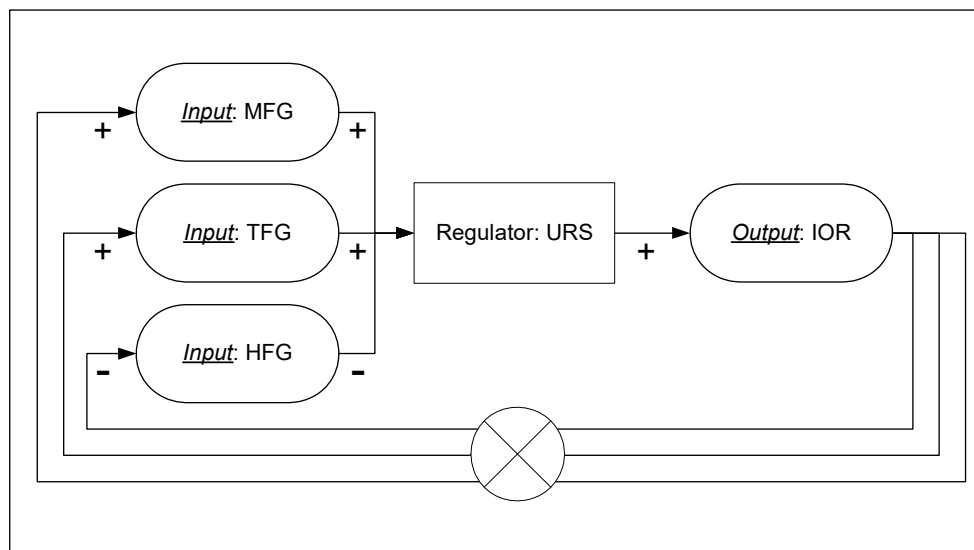 Input: MFG
+
+
Input: TFG
+
+
Regulator: URS
+
Output: IOR
Input: HFG
-
-